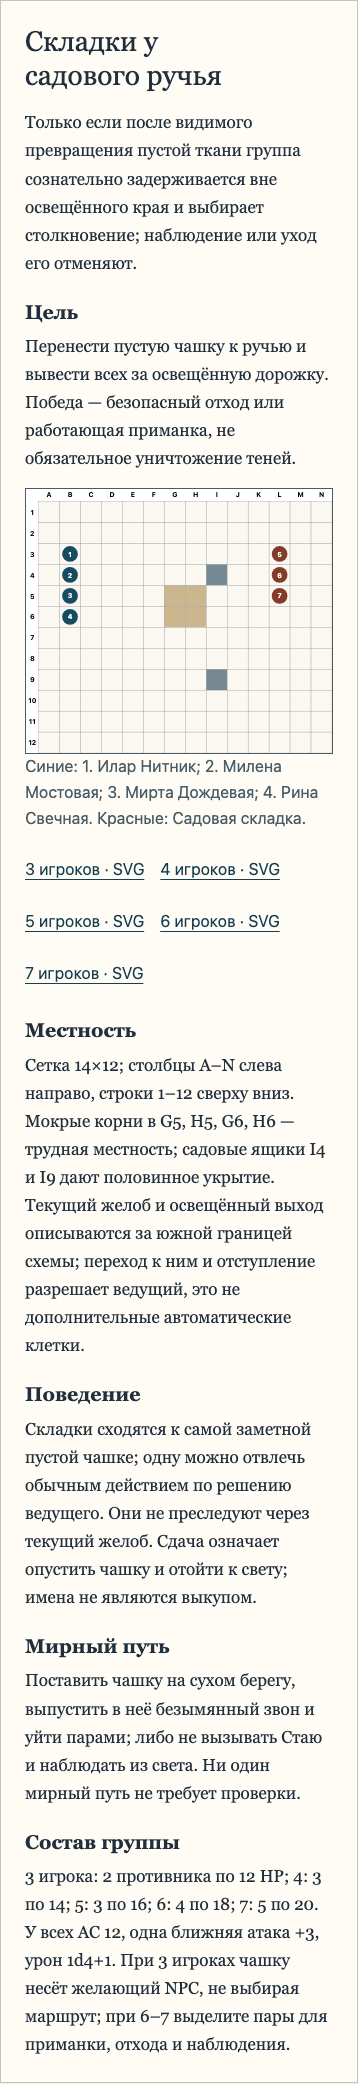 Складки у
садового ручья
Только если после видимого
превращения пустой ткани группа
сознательно задерживается вне
освещённого края и выбирает
столкновение; наблюдение или уход
его отменяют.
Цель
Перенести пустую чашку к ручью и
вывести всех за освещённую дорожку.
Победа — безопасный отход или
работающая приманка, не
обязательное уничтожение теней.
A B C D E F G H I J K L M N
1
2
3 1 5
4 2 6
5 3 7
6 4
7
8
9
10
11
12
Синие: 1. Илар Нитник; 2. Милена
Мостовая; 3. Мирта Дождевая; 4. Рина
Свечная. Красные: Садовая складка.
3 игроков · SVG 4 игроков · SVG
5 игроков · SVG 6 игроков · SVG
7 игроков · SVG
Местность
Сетка 14×12; столбцы A–N слева
направо, строки 1–12 сверху вниз.
Мокрые корни в G5, H5, G6, H6 —
трудная местность; садовые ящики I4
и I9 дают половинное укрытие.
Текущий желоб и освещённый выход
описываются за южной границей
схемы; переход к ним и отступление
разрешает ведущий, это не
дополнительные автоматические
клетки.
Поведение
Складки сходятся к самой заметной
пустой чашке; одну можно отвлечь
обычным действием по решению
ведущего. Они не преследуют через
текущий желоб. Сдача означает
опустить чашку и отойти к свету;
имена не являются выкупом.
Мирный путь
Поставить чашку на сухом берегу,
выпустить в неё безымянный звон и
уйти парами; либо не вызывать Стаю
и наблюдать из света. Ни один
мирный путь не требует проверки.
Состав группы
3 игрока: 2 противника по 12 HP; 4: 3
по 14; 5: 3 по 16; 6: 4 по 18; 7: 5 по 20.
У всех AC 12, одна ближняя атака +3,
урон 1d4+1. При 3 игроках чашку
несёт желающий NPC, не выбирая
маршрут; при 6–7 выделите пары для
приманки, отхода и наблюдения.